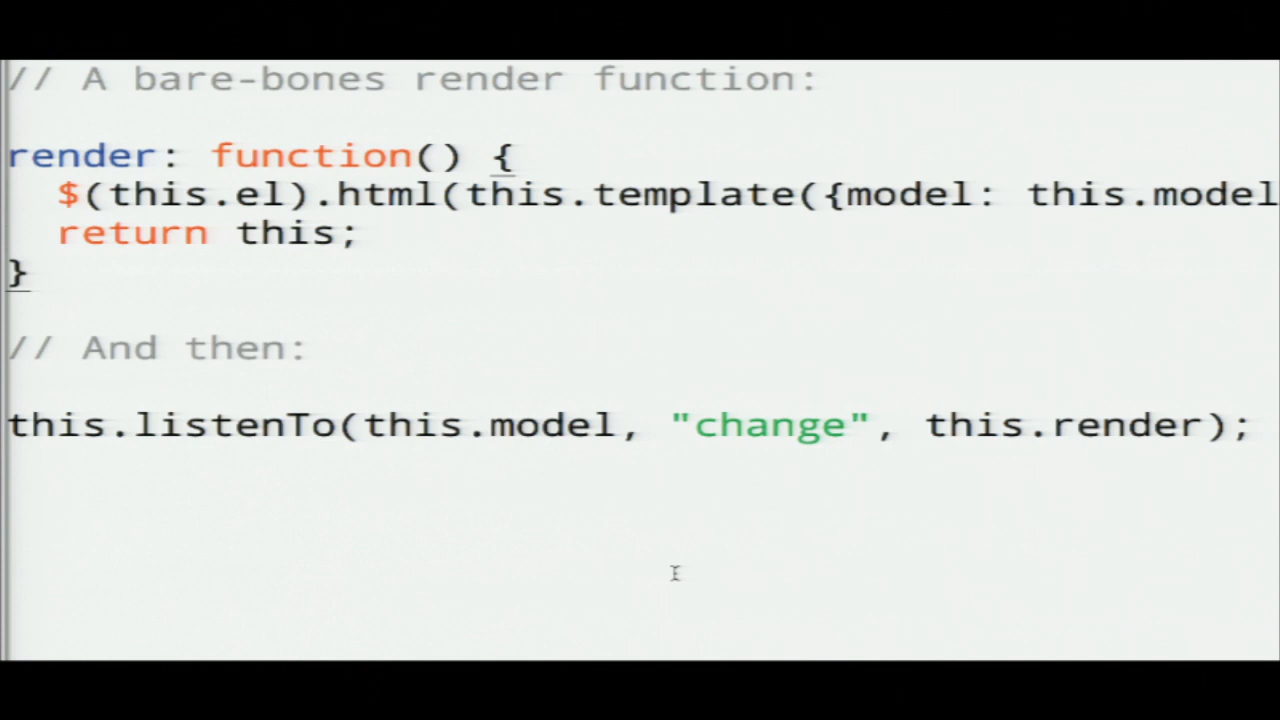 // A bare-bones render function:
render: function() {
$(this.el).html(this.template({model: this.model
return this;
}
// And then:
this.listenTo(this.model, "change", this.render);